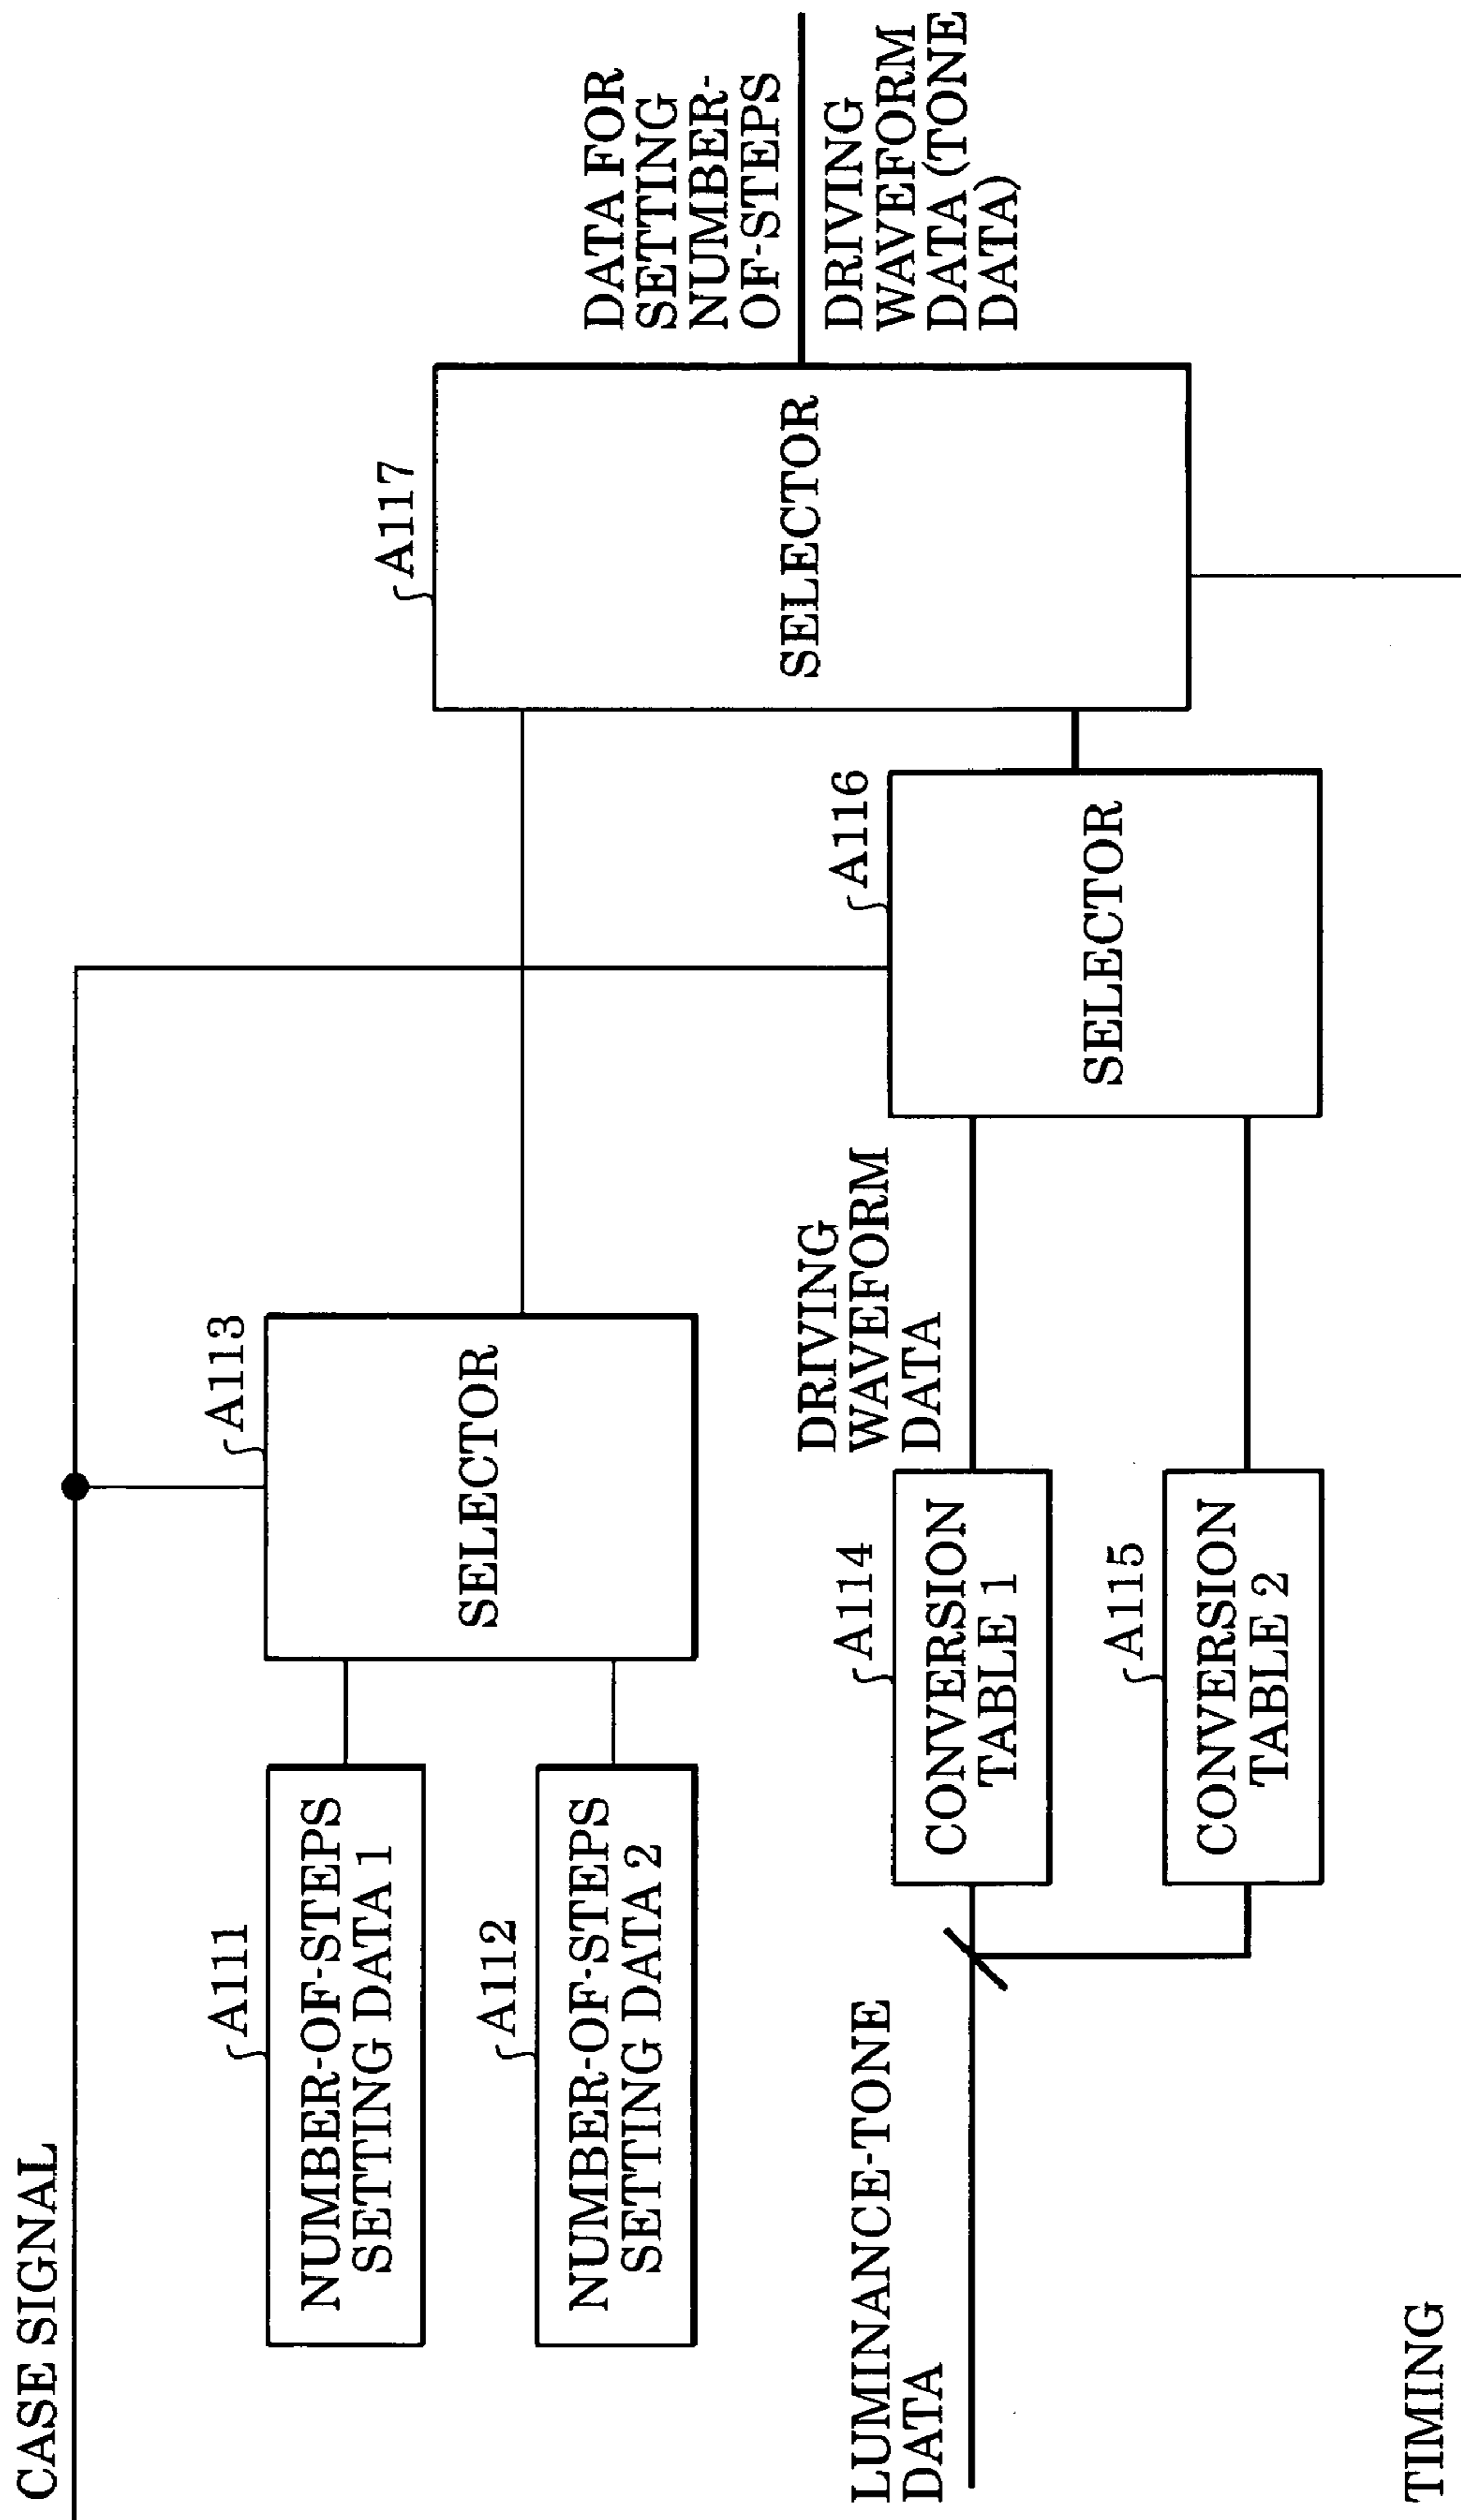 CASE SIGNAL
A111
NUMBER-OF-STEPS
SETTING DATA 1
A112
NUMBER-OF-STEPS
SETTING DATA 2
A113
SELECTOR
LUMINANCE-TONE
DATA
A114
CONVERSION
TABLE 1
A115
CONVERSION
TABLE 2
DRIVING
WAVEFORM
DATA
A116
SELECTOR
A117
SELECTOR
DATA FOR
SETTING
NUMBER-
OF-STEPS
DRIVING
WAVEFORM
DATA(TONE
DATA)
TIMING